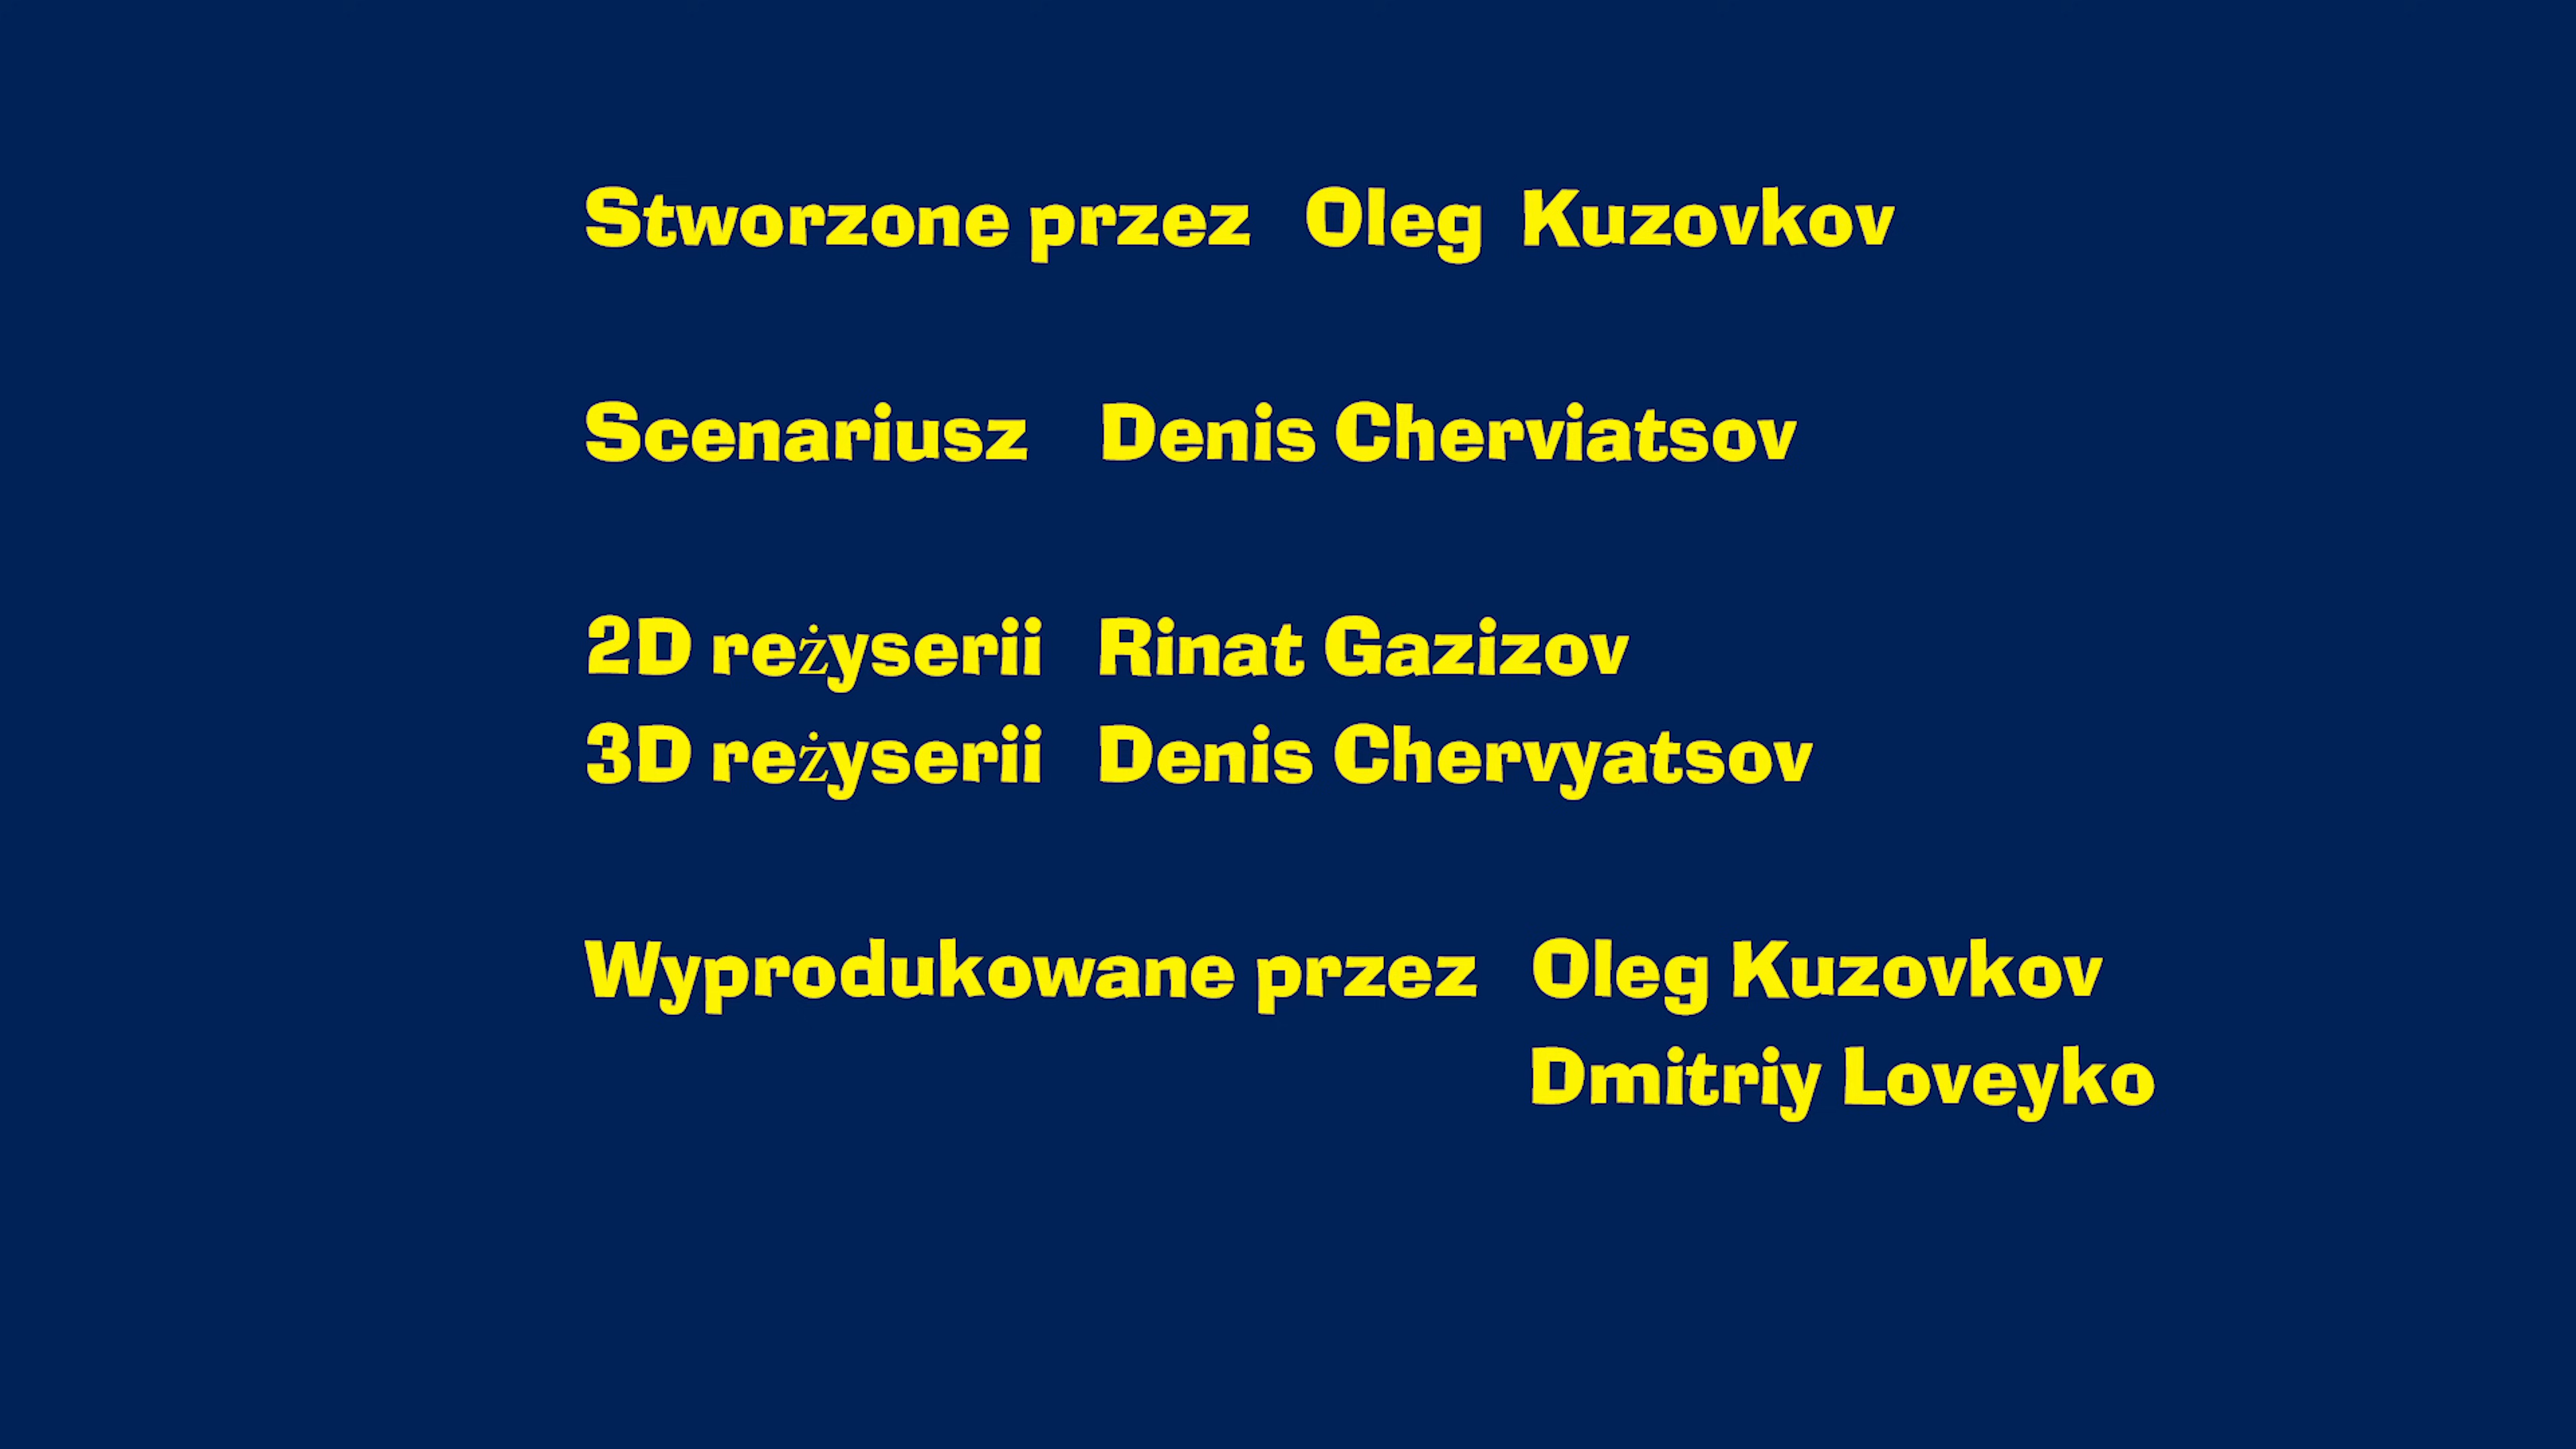 Stworzone przez Oleg Kuzovkov
Scenariusz Denis Cherviatsov
2D reżyserii Rinat Gazizov
3D reżyserii Denis Chervyatsov
Wyprodukowane przez Oleg Kuzovkov
Dmitriy Loveyko